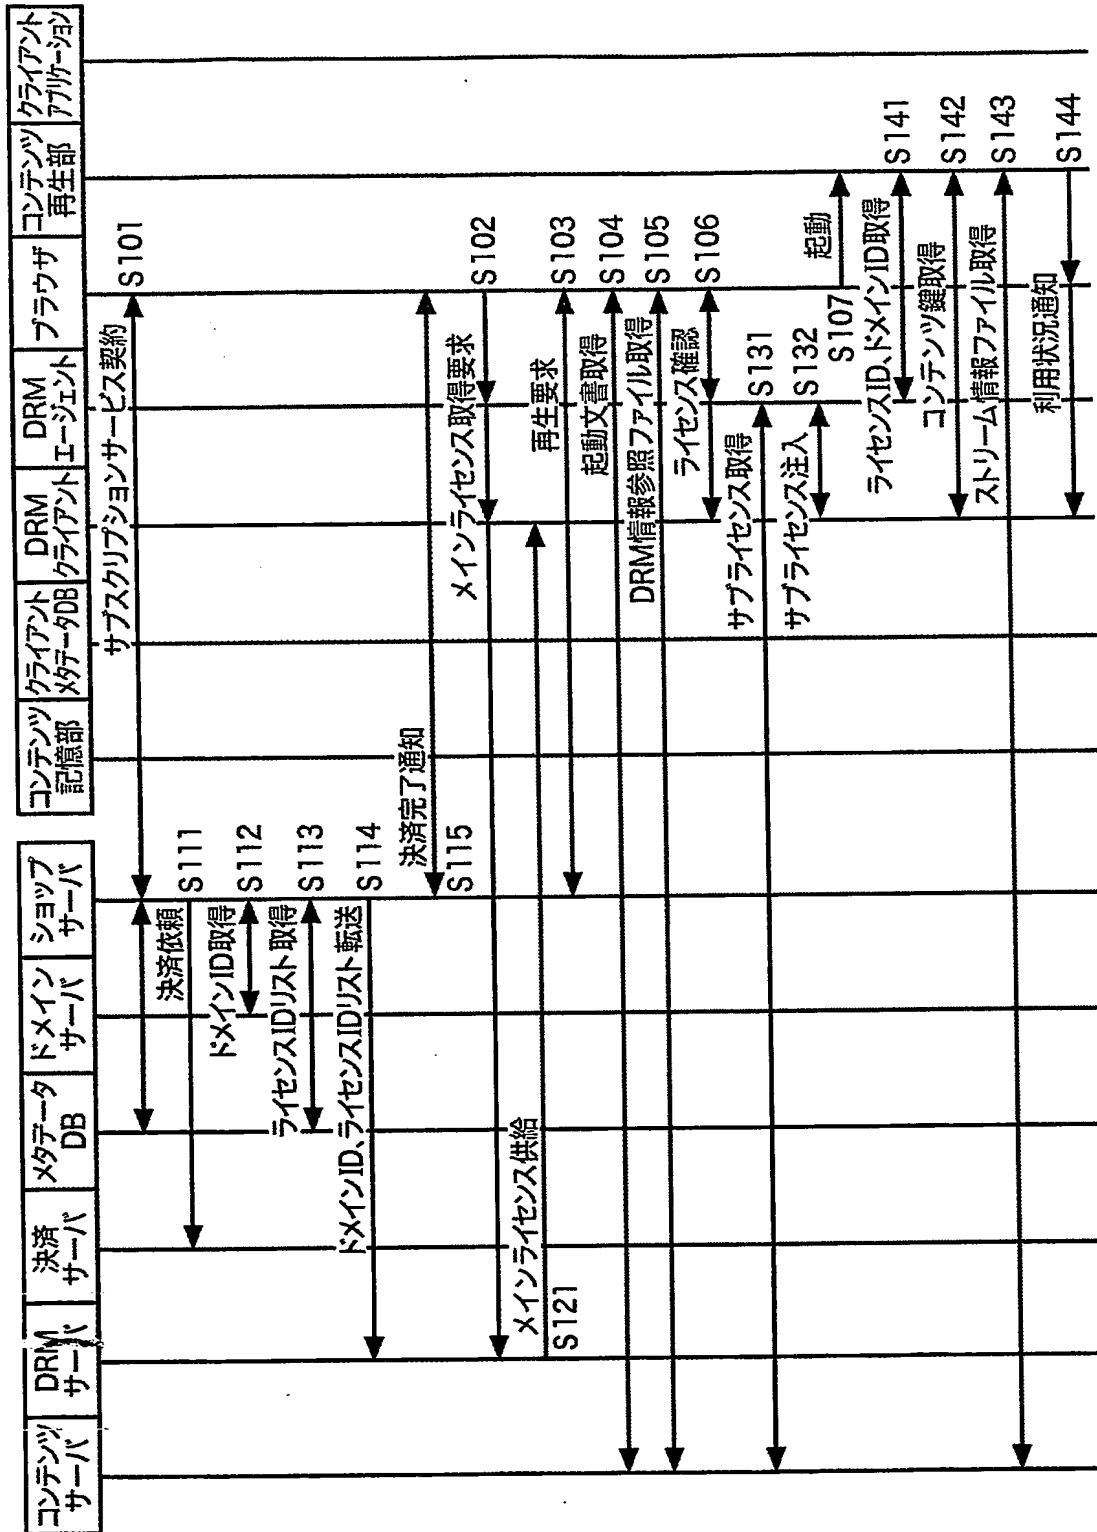 コンテンツ
サーバ
DRM
サーバ
決済
サーバ
メタデータ
DB
ドメイン
サーバ
ショップ
サーバ
コンテンツ
記憶部
クライアント
メタデータDB
DRM
クライアント
DRM
エージェント
ブラウザ
コンテンツ
再生部
クライアント
アプリケーション
サブスクリプションサービス契約
S101
決済依頼
S111
ドメインID取得
S112
ライセンスIDリスト取得
S113
ドメインID、ライセンスIDリスト転送
S114
決済完了通知
S115
メインライセンス取得要求
S102
メインライセンス供給
S121
再生要求
S103
起動文書取得
S104
DRM情報参照ファイル取得
S105
ライセンス確認
S106
サブライセンス取得
S131
サブライセンス注入
S132
起動
S107
ライセンスID、ドメインID取得
S141
コンテンツ鍵取得
S142
ストリーム情報ファイル取得
S143
利用状況通知
S144